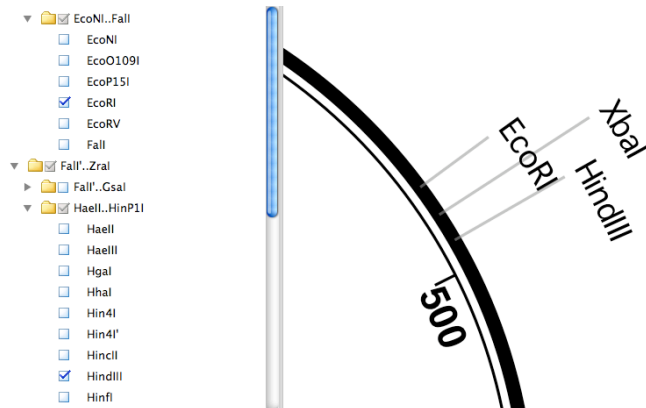 EcoNI..FalI
EcoNI
EcoO109I
EcoP15I
EcoRI
EcoRV
FalI
FalI'..ZraI
FalI'..GsaI
HaeII..HinP1I
HaeII
HaeIII
HgaI
HhaI
Hin4I
Hin4I'
HincII
HindIII
HinfI
EcoRI
XbaI
HindIII
500